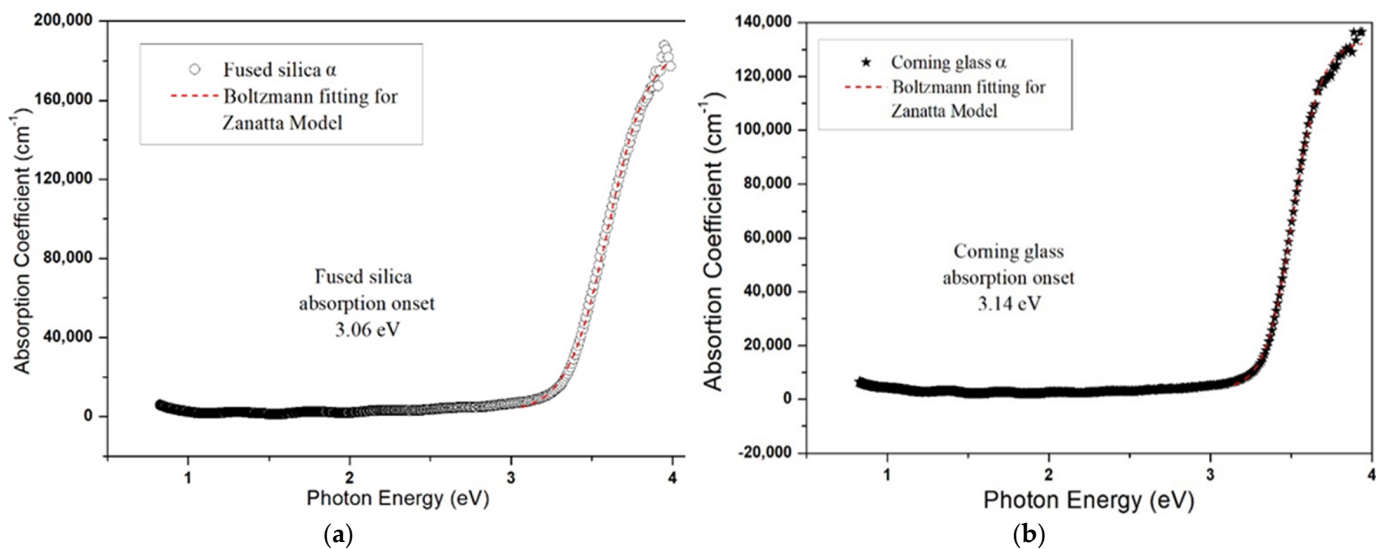 200,000
160,000
120,000
80,000
40,000
0
Absorption Coefficient (cm-1)
Fused silica α
Boltzmann fitting for
Zanatta Model
Fused silica
absorption onset
3.06 eV
1 2 3 4
Photon Energy (eV)
(a)
140,000
120,000
100,000
80,000
60,000
40,000
20,000
0
-20,000
Absortion Coefficient (cm-1)
Corning glass α
Boltzmann fitting for
Zanatta Model
Corning glass
absorption onset
3.14 eV
1 2 3 4
Photon Energy (eV)
(b)